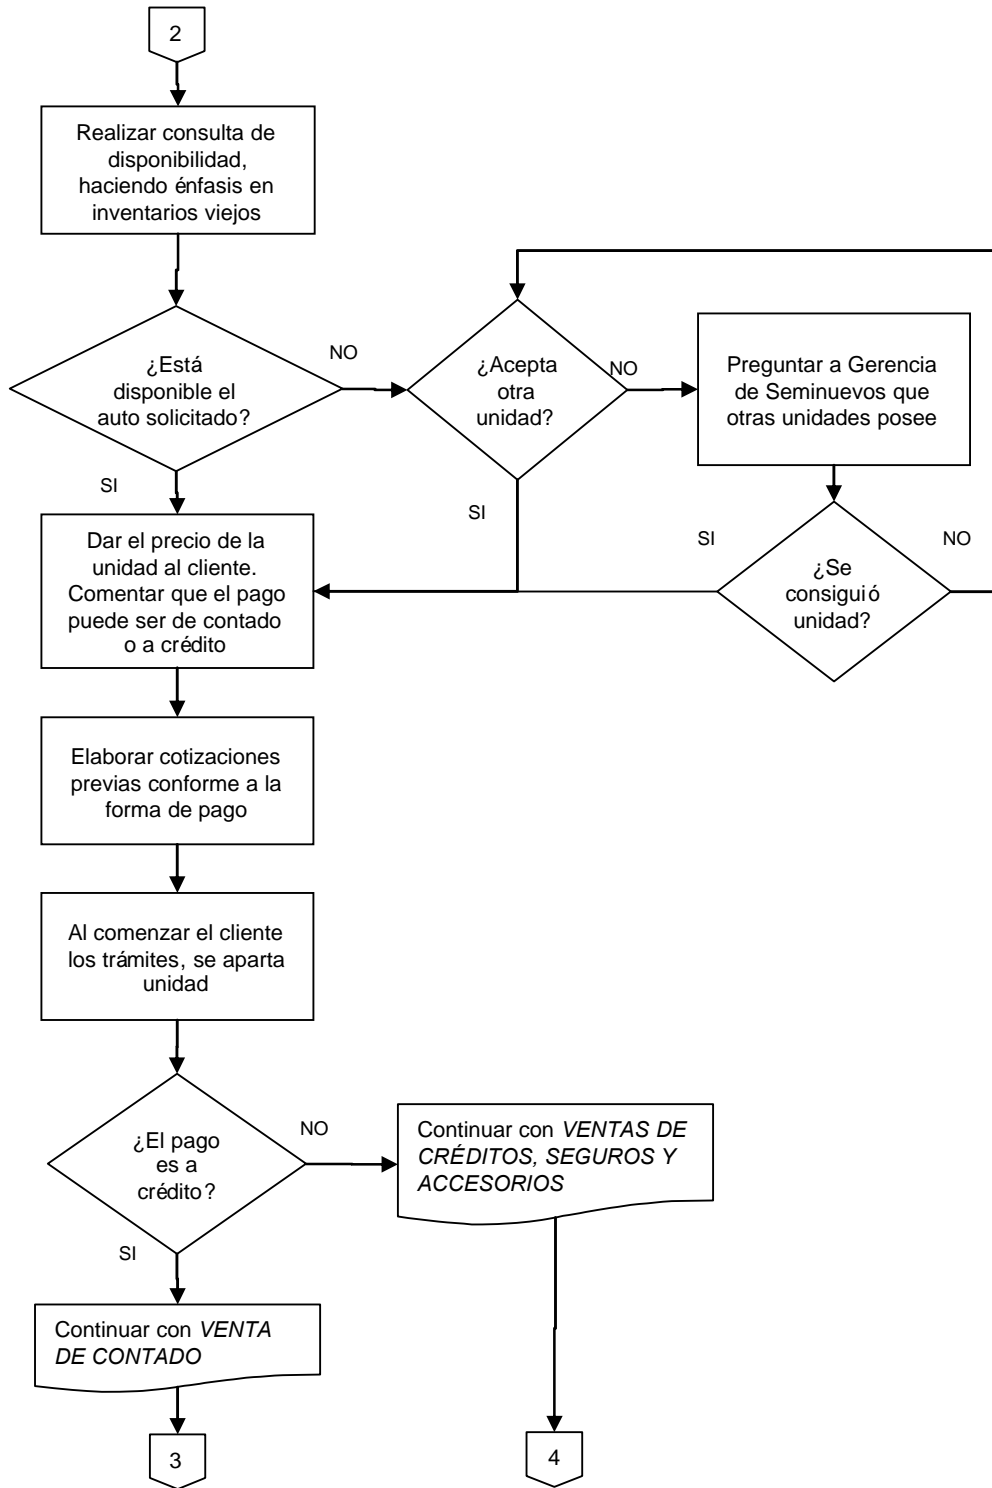 2
Realizar consulta de
disponibilidad,
haciendo énfasis en
inventarios viejos
¿Está
disponible el
auto solicitado?
NO
SI
¿Acepta
otra
unidad?
NO
SI
Preguntar a Gerencia
de Seminuevos que
otras unidades posee
¿Se
consiguió
unidad?
SI
NO
Dar el precio de la
unidad al cliente.
Comentar que el pago
puede ser de contado
o a crédito
Elaborar cotizaciones
previas conforme a la
forma de pago
Al comenzar el cliente
los trámites, se aparta
unidad
¿El pago
es a
crédito?
NO
SI
Continuar con VENTAS DE
CRÉDITOS, SEGUROS Y
ACCESORIOS
Continuar con VENTA
DE CONTADO
3
4